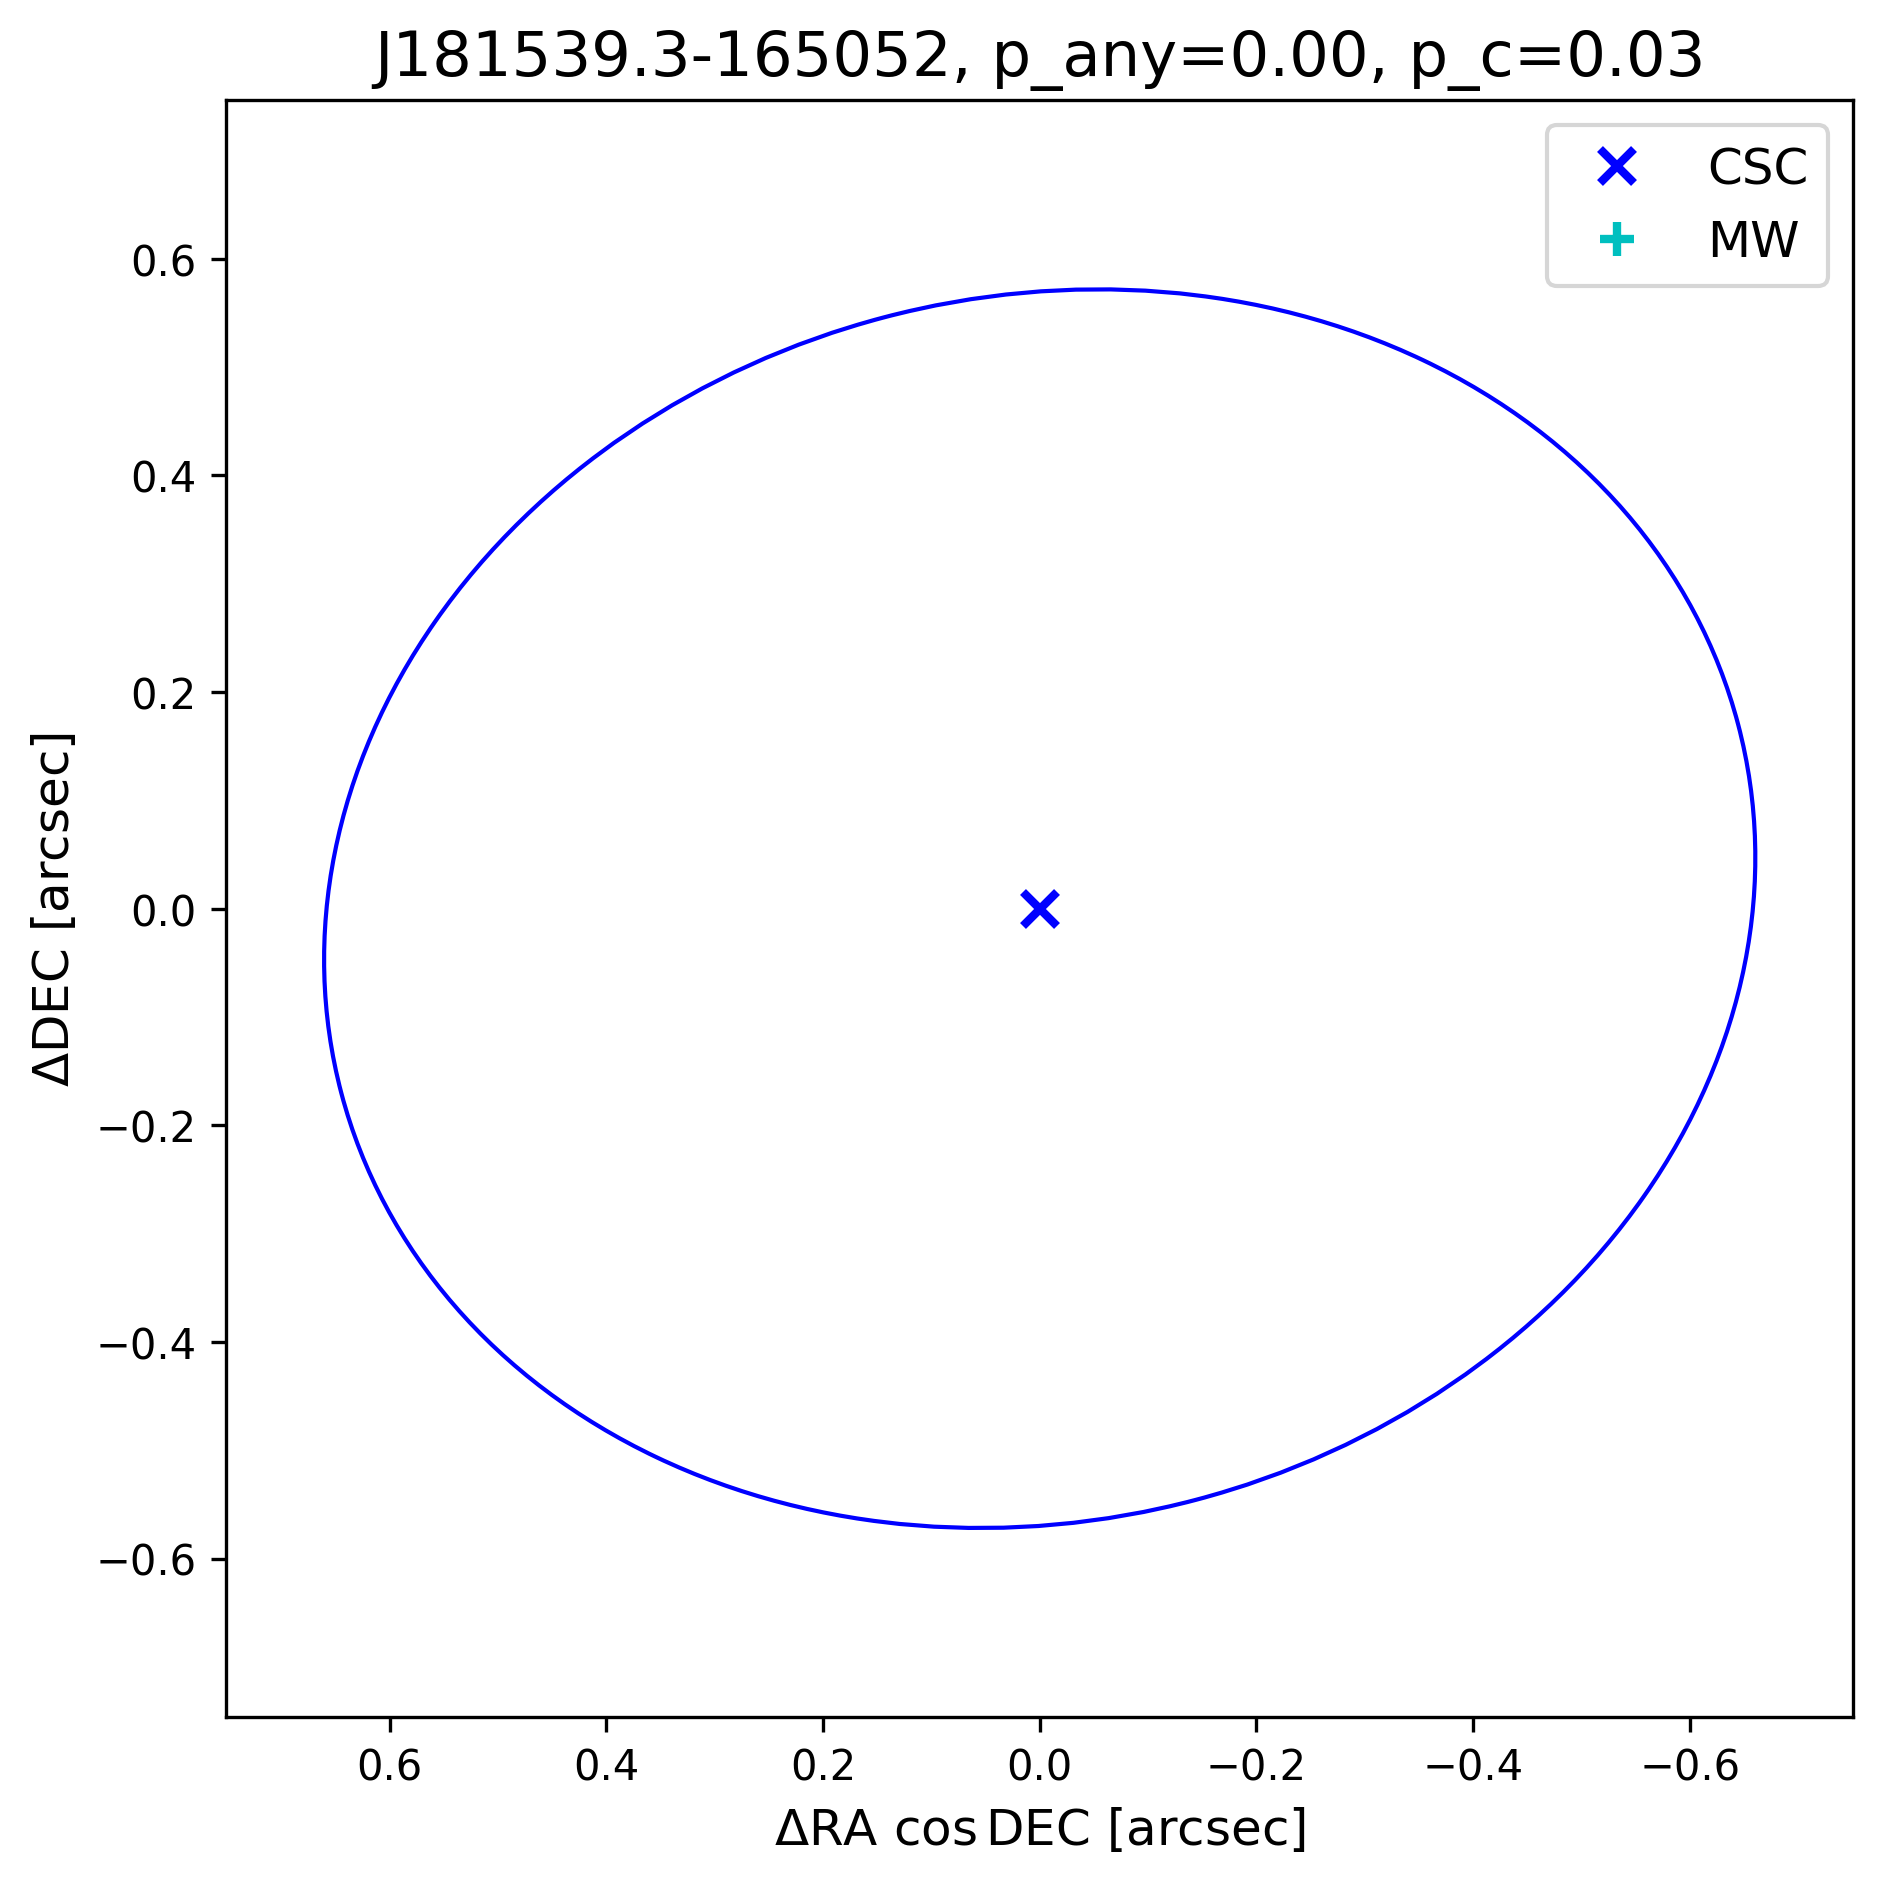 J181539.3-165052, p_any=0.00, p_c=0.03
CSC
MW
0.6
0.4
0.2
0.0
−0.2
−0.4
−0.6
ΔDEC [arcsec]
0.6 0.4 0.2 0.0 −0.2 −0.4 −0.6
ΔRA cos DEC [arcsec]